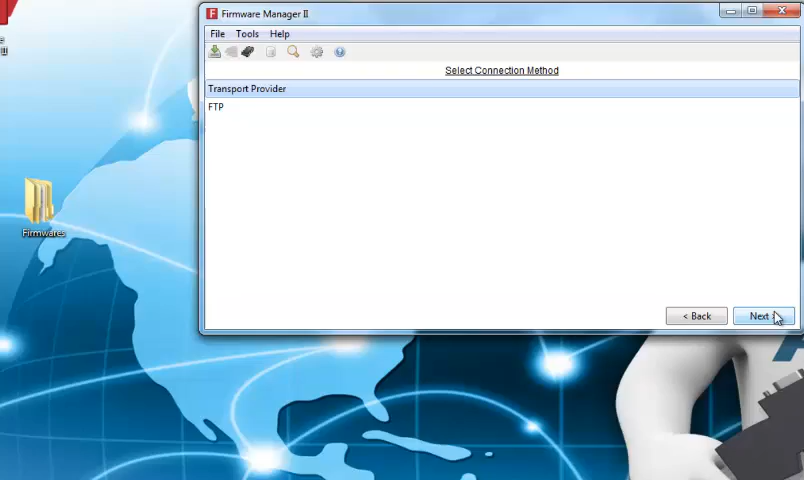 F Firmware Manager II
File Tools Help
Select Connection Method
Transport Provider
FTP
Firmwares
< Back Next >